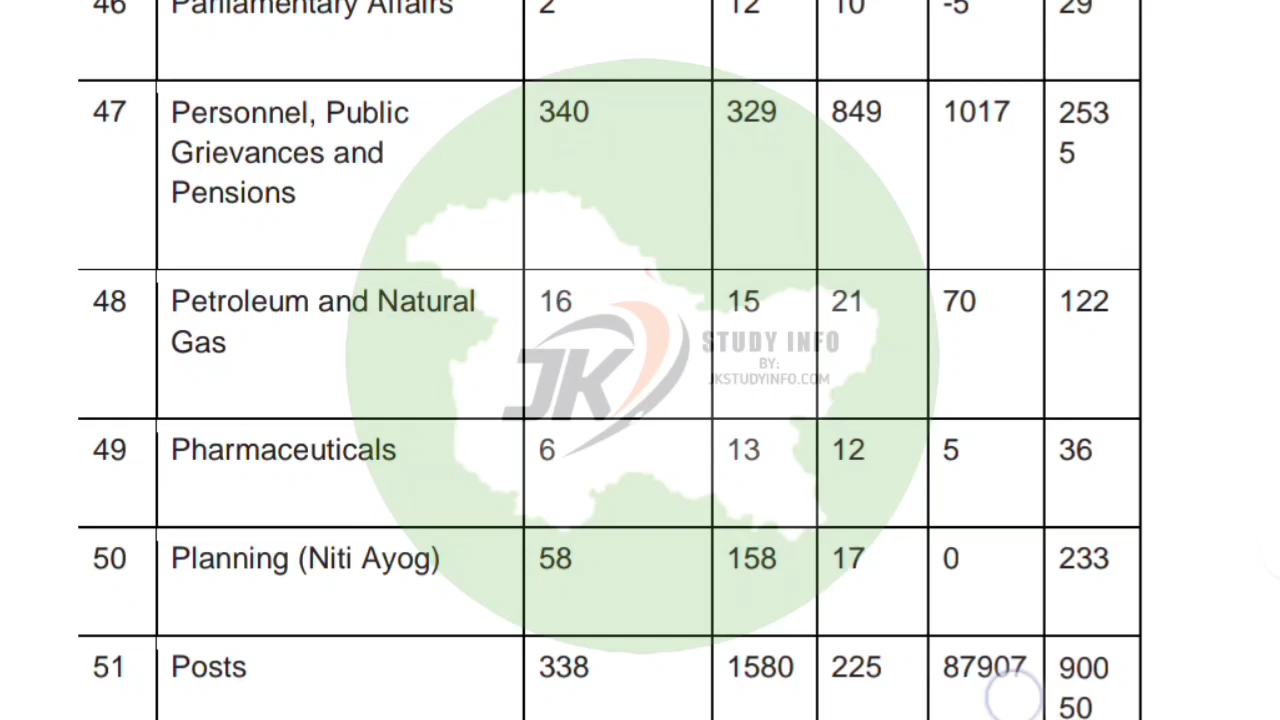 46 Parliamentary Affairs 2 12 10 -5 29
47 Personnel, Public 340 329 849 1017 253
Grievances and 5
Pensions
48 Petroleum and Natural 16 15 21 70 122
Gas
STUDY INFO
BY:
JKSTUDYINFO.COM
JK
49 Pharmaceuticals 6 13 12 5 36
50 Planning (Niti Ayog) 58 158 17 0 233
51 Posts 338 1580 225 87907 900
50